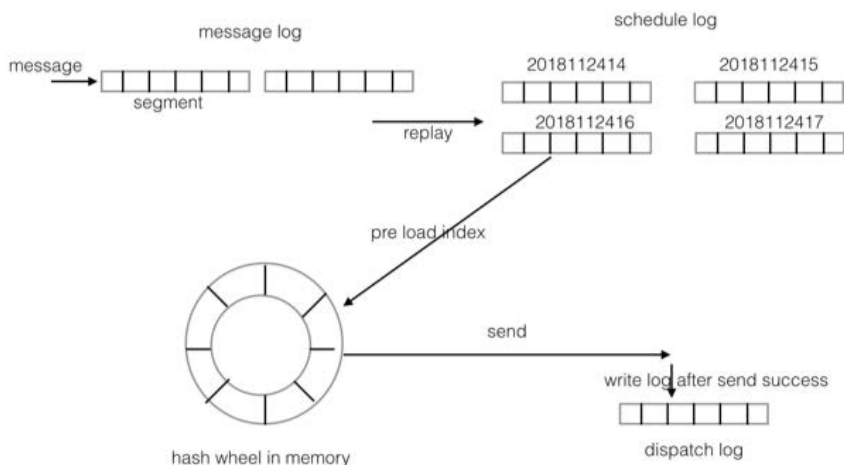 message log
schedule log
message
segment
2018112414
2018112415
replay
2018112416
2018112417
pre load index
send
write log after send success
hash wheel in memory
dispatch log